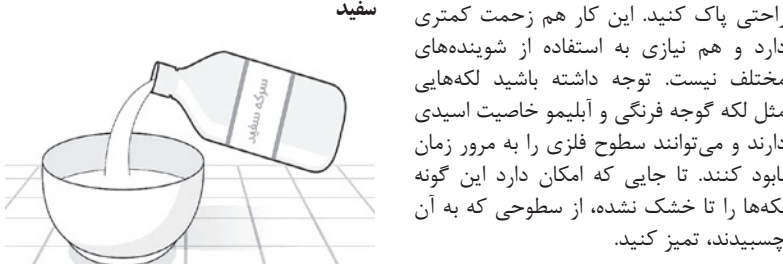 راحتی پاک کنید. این کار هم زحمت کمتری
دارد و هم نیازی به استفاده از شوینده‌های
مختلف نیست. توجه داشته باشید لکه‌هایی
مثل لکه گوجه فرنگی و آبلیمو خاصیت اسیدی
دارند و می‌توانند سطوح فلزی را به مرور زمان
نابود کنند. تا جایی که امکان دارد این گونه
لکه‌ها را تا خشک نشده، از سطوحی که به آن
چسبیدند، تمیز کنید.
سفید
سرکه سفید